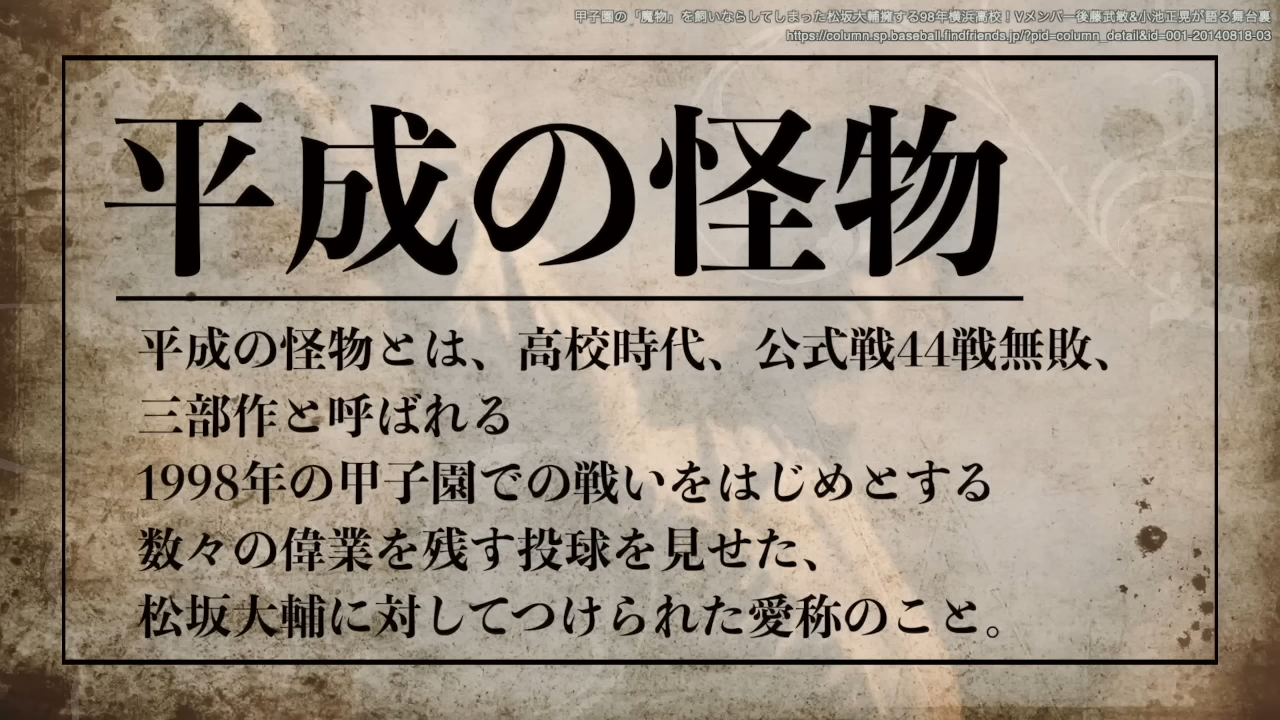 甲子園の「魔物」を飼いならしてしまった松坂大輔擁する98年横浜高校！Vメンバー後藤武敏&小池正晃が語る舞台裏
https://column.sp.baseball.findfriends.jp/?pid=column_detail&id=001-20140818-03
平成の怪物
平成の怪物とは、高校時代、公式戦44戦無敗、
三部作と呼ばれる
1998年の甲子園での戦いをはじめとする
数々の偉業を残す投球を見せた、
松坂大輔に対してつけられた愛称のこと。